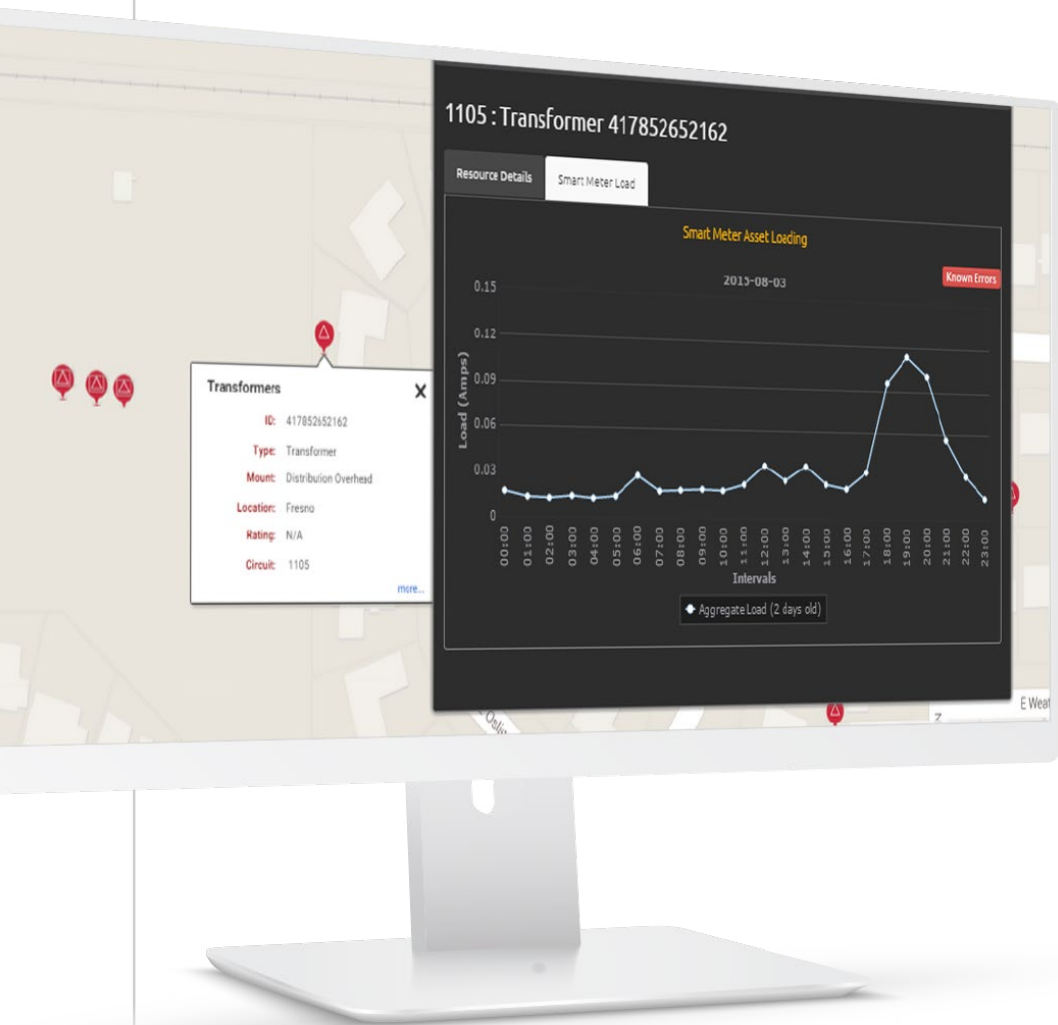 1105 : Transformer 417852652162
Resource Details
Smart Meter Load
Smart Meter Asset Loading
2015-08-03
Known Errors
Load (Amps)
0.15
0.12
0.09
0.06
0.03
0
00:00
01:00
02:00
03:00
04:00
05:00
06:00
07:00
08:00
09:00
10:00
11:00
12:00
13:00
14:00
15:00
16:00
17:00
18:00
19:00
20:00
21:00
22:00
23:00
Intervals
Aggregate Load (2 days old)
Transformers X
ID: 417852652162
Type: Transformer
Mount: Distribution Overhead
Location: Fresno
Rating: N/A
Circuit: 1105
more...
E Weat